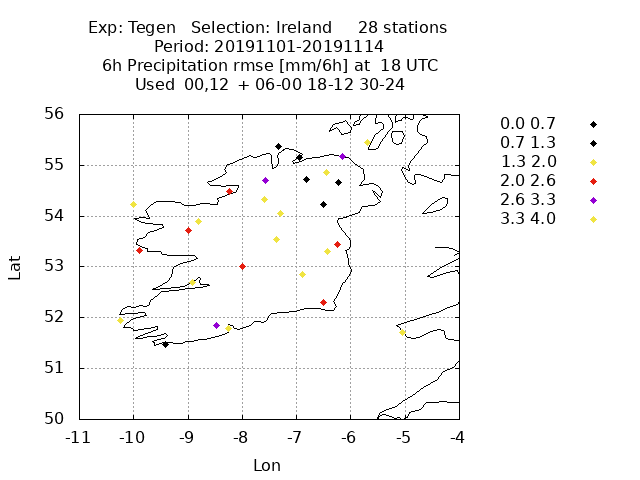 Exp: Tegen   Selection: Ireland     28 stations
Period: 20191101-20191114
6h Precipitation rmse [mm/6h] at  18 UTC
Used  00,12  + 06-00 18-12 30-24
56
55
54
53
52
51
50
-11 -10 -9 -8 -7 -6 -5 -4
Lat
Lon
0.0 0.7
0.7 1.3
1.3 2.0
2.0 2.6
2.6 3.3
3.3 4.0